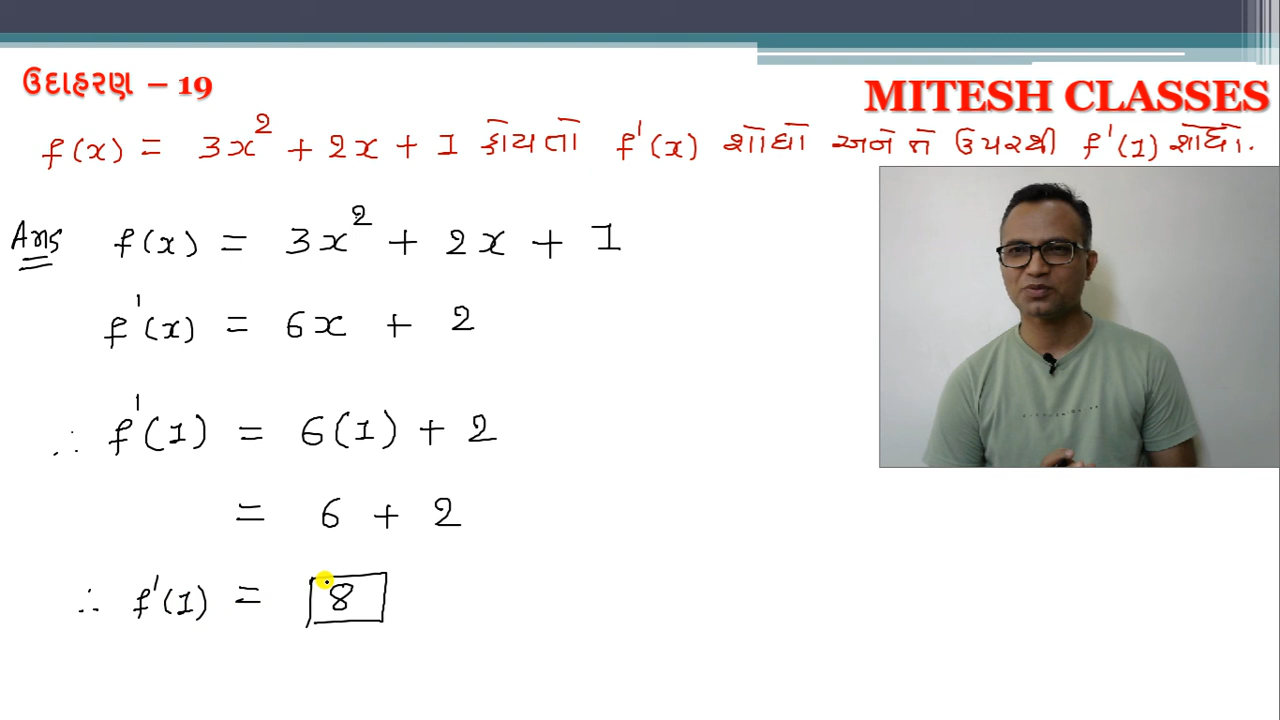 ઉદાહરણ – 19
MITESH CLASSES
f(x) = 3x² + 2x + 1 હોયતો f'(x) શોધો અને તે ઉપરથી f'(1) શોધો.
Ans f(x) = 3x² + 2x + 1
f'(x) = 6x + 2
∴ f'(1) = 6(1) + 2
= 6 + 2
∴ f'(1) = 8